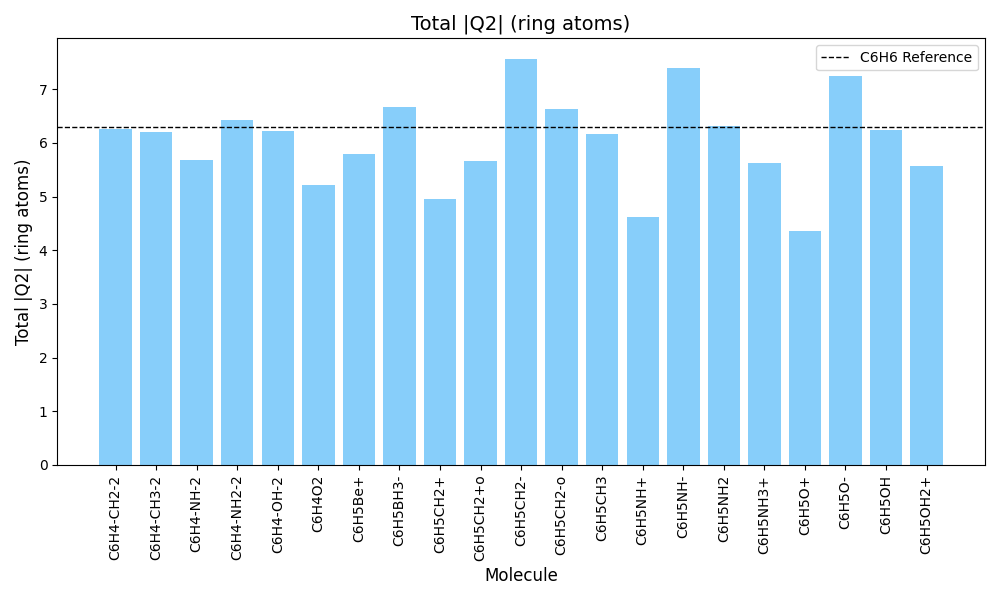 Total |Q2| (ring atoms)
C6H6 Reference
Total |Q2| (ring atoms)
7
6
5
4
3
2
1
0
C6H4-CH2-2
C6H4-CH3-2
C6H4-NH-2
C6H4-NH2-2
C6H4-OH-2
C6H4O2
C6H5Be+
C6H5BH3-
C6H5CH2+
C6H5CH2+o
C6H5CH2-
C6H5CH2-o
C6H5CH3
C6H5NH+
C6H5NH-
C6H5NH2
C6H5NH3+
C6H5O+
C6H5O-
C6H5OH
C6H5OH2+
Molecule